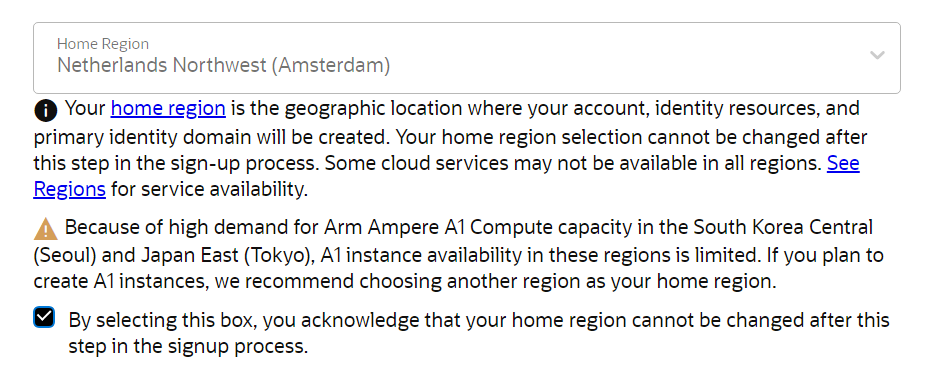 Home Region
Netherlands Northwest (Amsterdam)
Your home region is the geographic location where your account, identity resources, and
primary identity domain will be created. Your home region selection cannot be changed after
this step in the sign-up process. Some cloud services may not be available in all regions. See
Regions for service availability.
Because of high demand for Arm Ampere A1 Compute capacity in the South Korea Central
(Seoul) and Japan East (Tokyo), A1 instance availability in these regions is limited. If you plan to
create A1 instances, we recommend choosing another region as your home region.
By selecting this box, you acknowledge that your home region cannot be changed after this
step in the signup process.